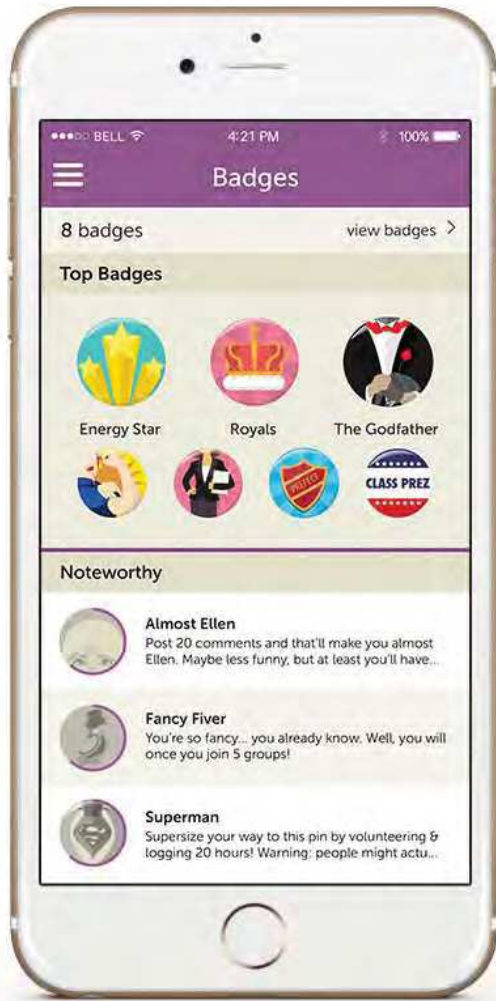 BELL 4:21 PM 100%
Badges
8 badges view badges >
Top Badges
Energy Star Royals The Godfather
PREFECT CLASS PREZ
Noteworthy
Almost Ellen
Post 20 comments and that'll make you almost
Ellen. Maybe less funny, but at least you'll have...
Fancy Fiver
You're so fancy... you already know. Well, you will
once you join 5 groups!
Superman
Supersize your way to this pin by volunteering &
logging 20 hours! Warning: people might actu...